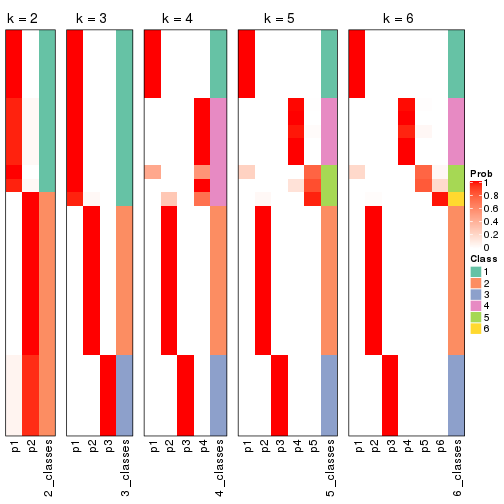 k = 2
k = 3
k = 4
k = 5
k = 6
Prob
1
0.8
0.6
0.4
0.2
0
Class
1
2
3
4
5
6
p1
p2
2_classes
p1
p2
p3
3_classes
p1
p2
p3
p4
4_classes
p1
p2
p3
p4
p5
5_classes
p1
p2
p3
p4
p5
p6
6_classes